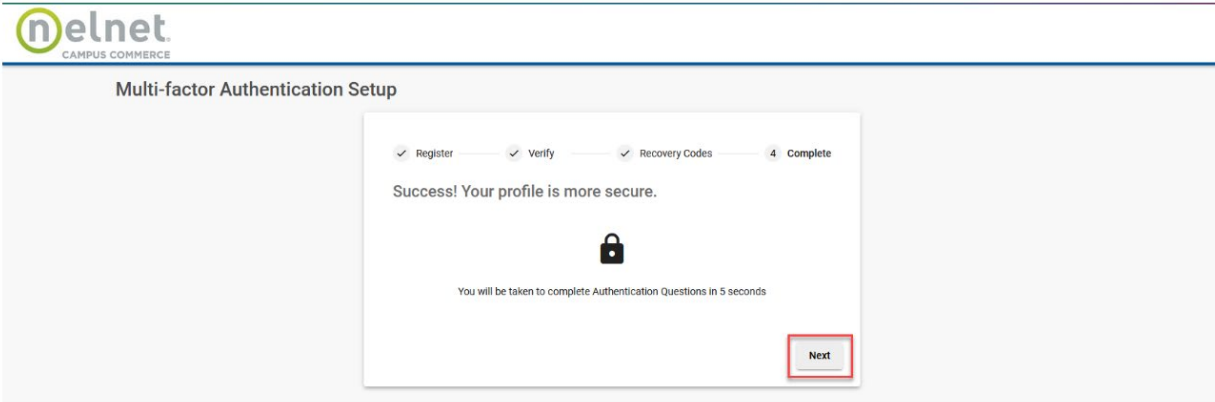 nelnet
CAMPUS COMMERCE
Multi-factor Authentication Setup
Register Verify Recovery Codes 4 Complete
Success! Your profile is more secure.
You will be taken to complete Authentication Questions in 5 seconds
Next